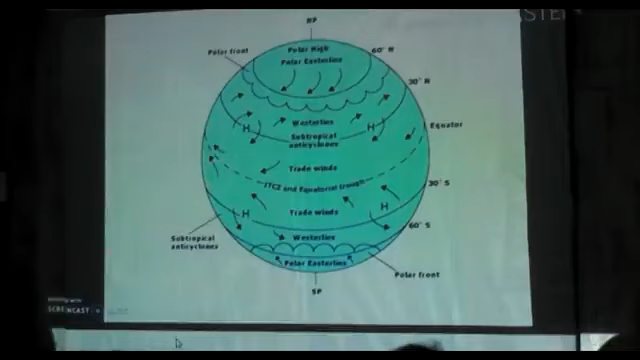 NP
Polar front
Polar High
60° N
Polar Easterlies
30° N
Westerlies
H
H
Equator
Subtropical
anticyclones
Trade winds
ITCZ and Equatorial trough
30° S
H
Trade winds
H
60° S
Subtropical
anticyclones
Westerlies
Polar Easterlies
Polar front
SP